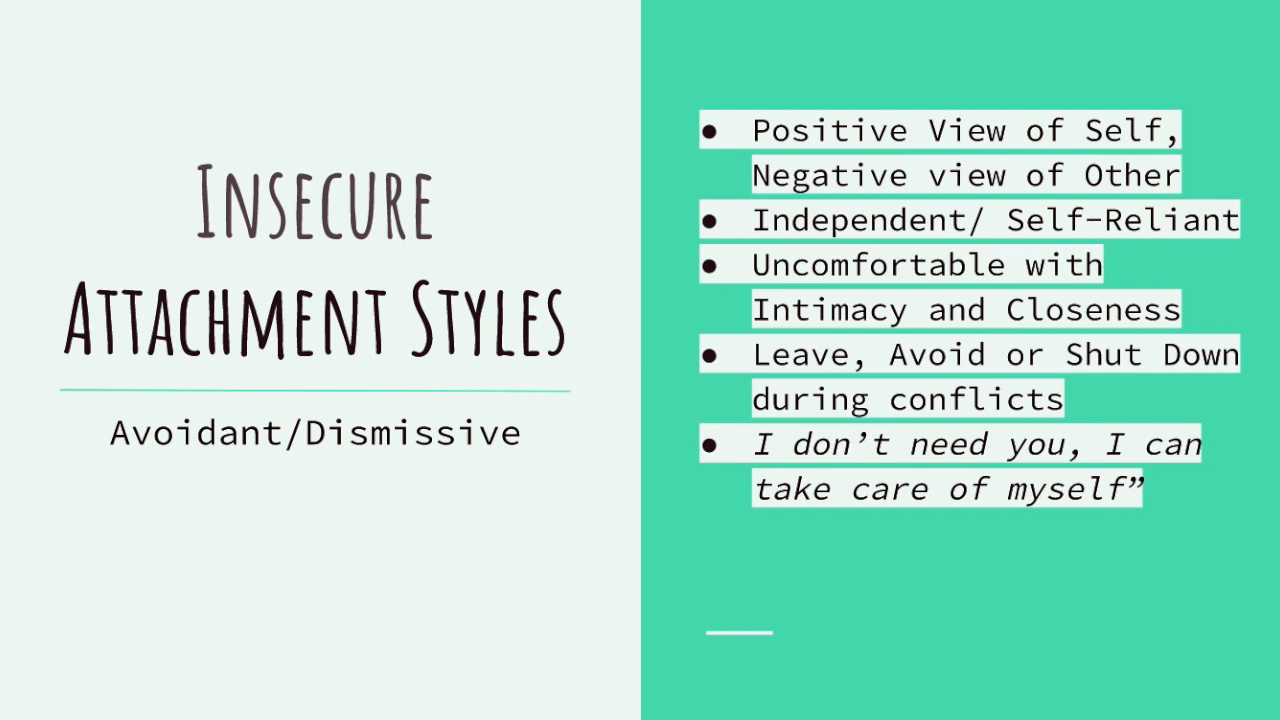 Insecure
Attachment Styles
Avoidant/Dismissive
● Positive View of Self,
Negative view of Other
● Independent/ Self-Reliant
● Uncomfortable with
Intimacy and Closeness
● Leave, Avoid or Shut Down
during conflicts
● I don’t need you, I can
take care of myself”